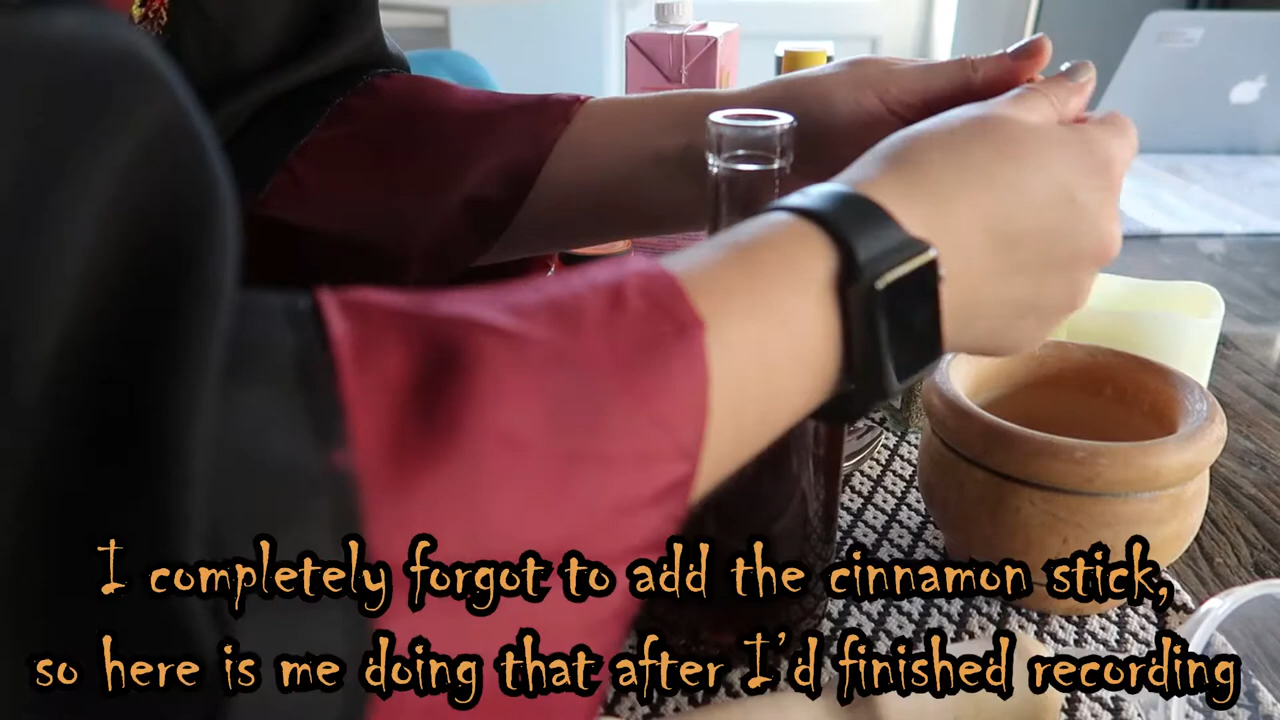 I completely forgot to add the cinnamon stick,
so here is me doing that after I'd finished recording